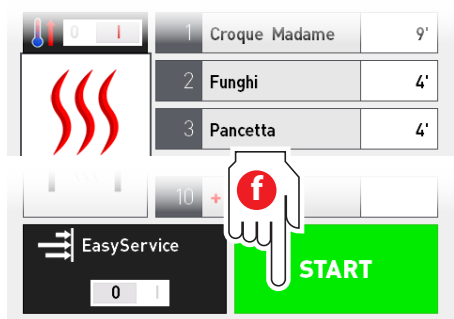 0 I
1 Croque Madame 9'
2 Funghi 4'
3 Pancetta 4'
10 +
f
EasyService
START
0 I